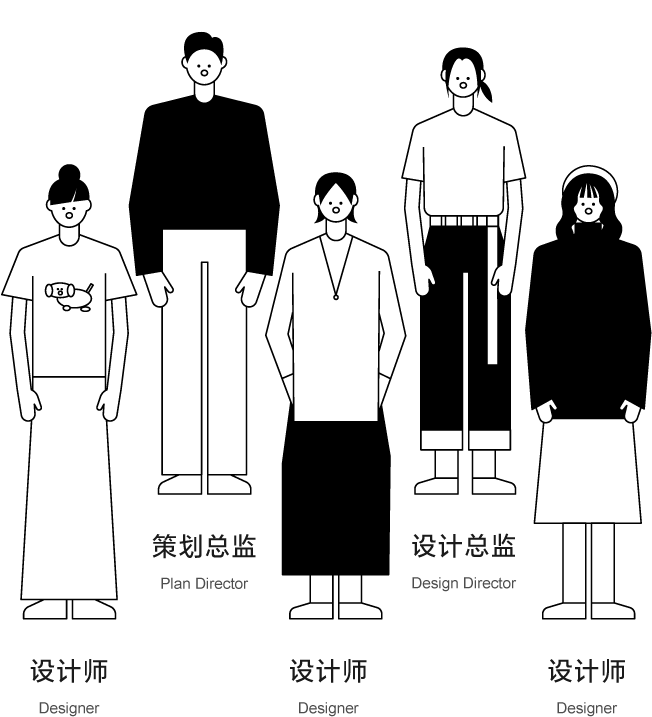 策划总监
Plan Director
设计总监
Design Director
设计师
Designer
设计师
Designer
设计师
Designer